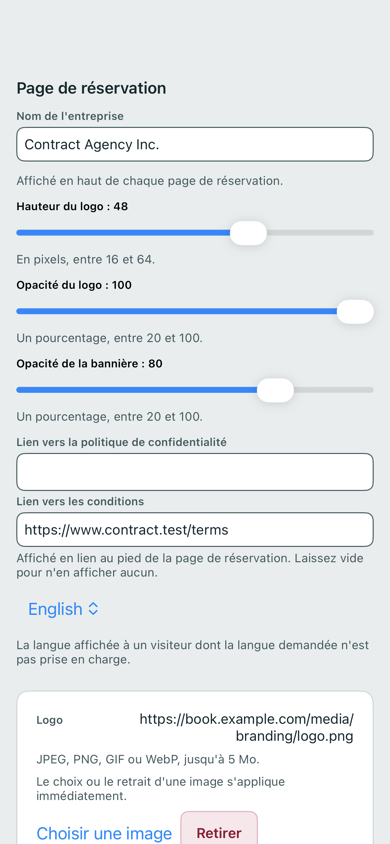 Page de réservation
Nom de l'entreprise
Contract Agency Inc.
Affiché en haut de chaque page de réservation.
Hauteur du logo : 48
En pixels, entre 16 et 64.
Opacité du logo : 100
Un pourcentage, entre 20 et 100.
Opacité de la bannière : 80
Un pourcentage, entre 20 et 100.
Lien vers la politique de confidentialité
Lien vers les conditions
https://www.contract.test/terms
Affiché en lien au pied de la page de réservation. Laissez vide
pour n'en afficher aucun.
English
La langue affichée à un visiteur dont la langue demandée n'est
pas prise en charge.
Logo
https://book.example.com/media/
branding/logo.png
JPEG, PNG, GIF ou WebP, jusqu'à 5 Mo.
Le choix ou le retrait d'une image s'applique
immédiatement.
Choisir une image
Retirer